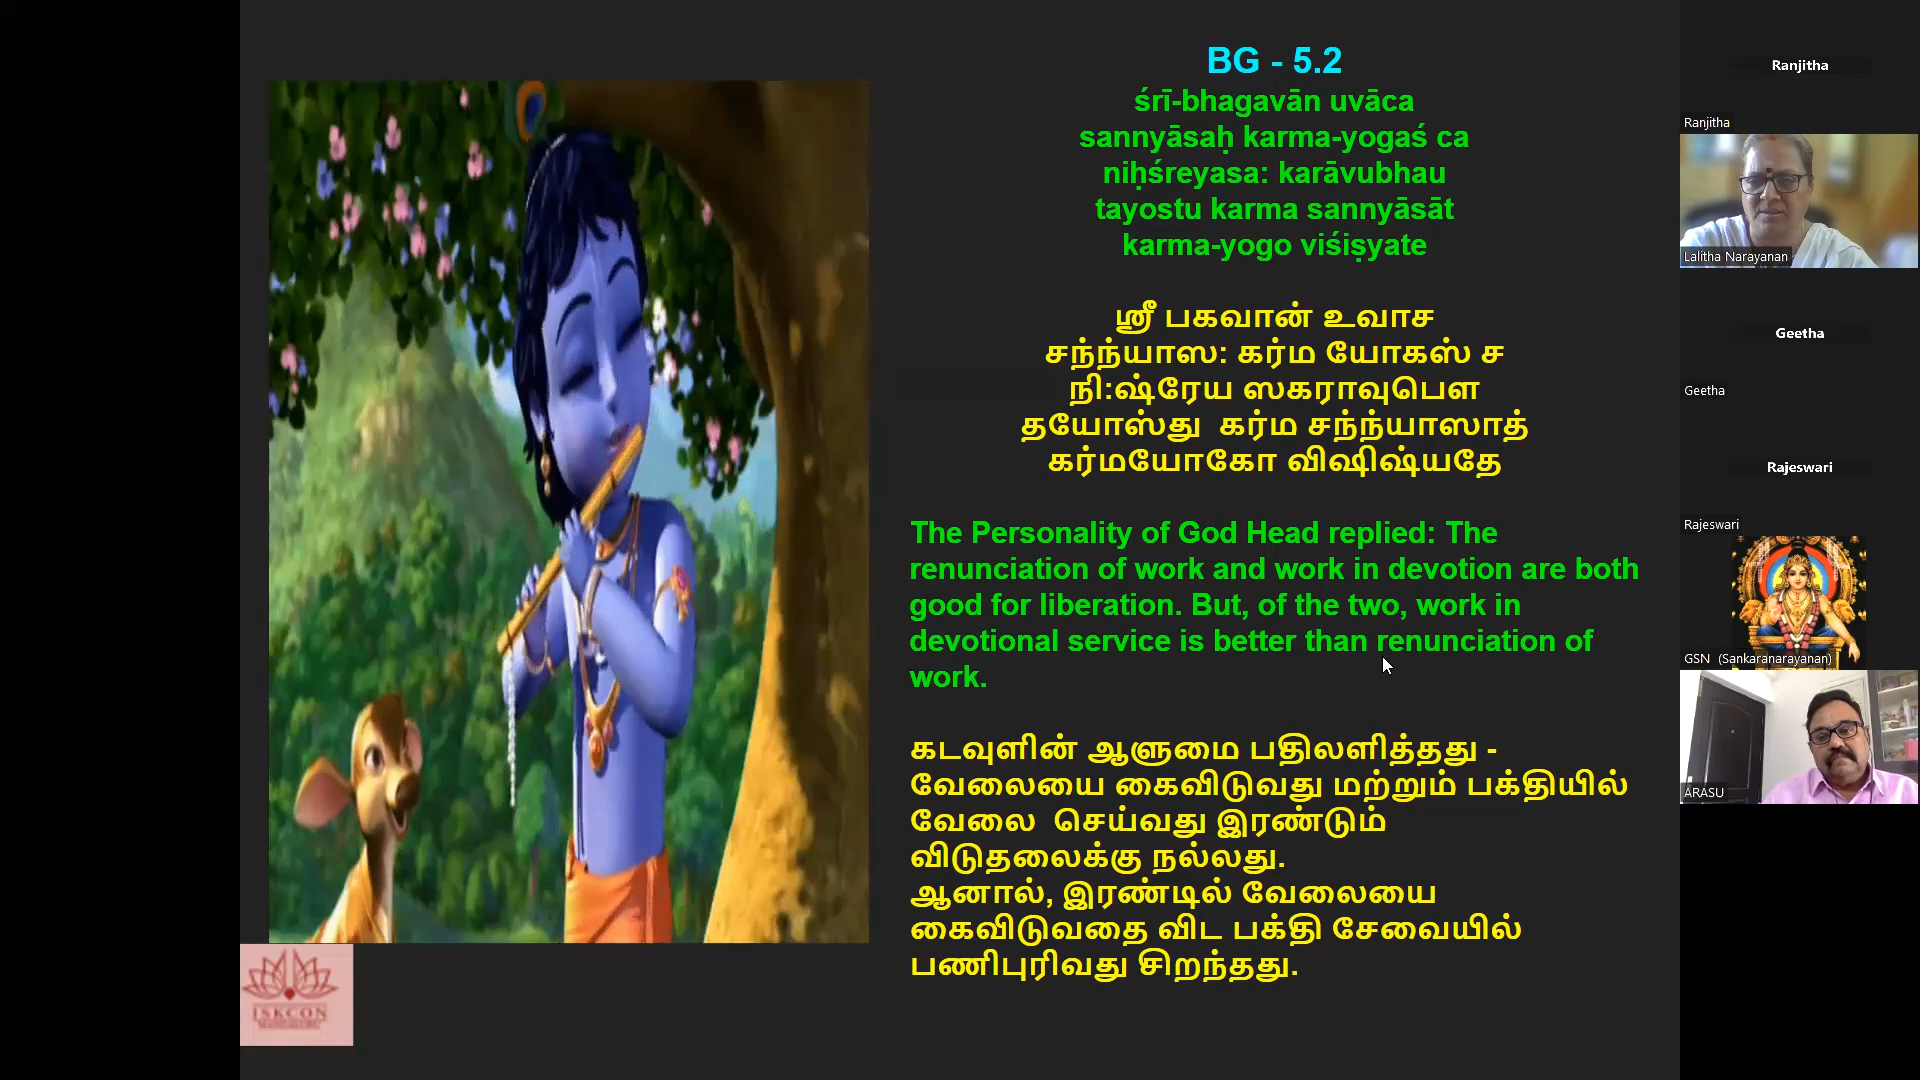 BG - 5.2
śrī-bhagavān uvāca
sannyāsaḥ karma-yogaś ca
niḥśreyasa: karāvubhau
tayostu karma sannyāsāt
karma-yogo viśiṣyate
ஸ்ரீ பகவான் உவாச
சந்ந்யாஸ: கர்ம யோகஸ் ச
நி:ஷ்ரேய ஸகராவுபௌ
தயோஸ்து கர்ம சந்ந்யாஸாத்
கர்மயோகோ விஷிஷ்யதே
The Personality of God Head replied: The
renunciation of work and work in devotion are both
good for liberation. But, of the two, work in
devotional service is better than renunciation of
work.
கடவுளின் ஆளுமை பதிலளித்தது -
வேலையை கைவிடுவது மற்றும் பக்தியில்
வேலை செய்வது இரண்டும்
விடுதலைக்கு நல்லது.
ஆனால், இரண்டில் வேலையை
கைவிடுவதை விட பக்தி சேவையில்
பணிபுரிவது சிறந்தது.
ISKCON
Ranjitha
Ranjitha
Lalitha Narayanan
Geetha
Geetha
Rajeswari
Rajeswari
GSN (Sankaranarayanan)
ARASU